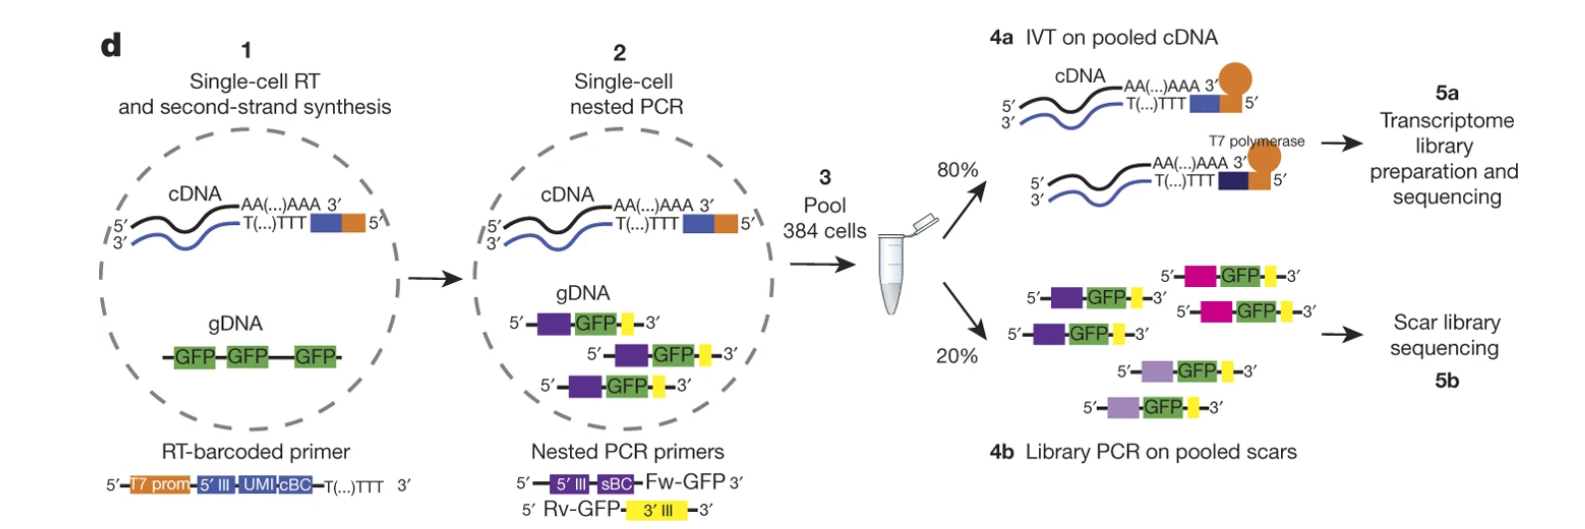 d
1
Single-cell RT
and second-strand synthesis
cDNA
AA(...)AAA 3′
5′
T(...)TTT
5′
3′
gDNA
GFP GFP GFP
RT-barcoded primer
5′ T7 prom 5′ III UMI cBC T(...)TTT 3′
2
Single-cell
nested PCR
cDNA
AA(...)AAA 3′
5′
T(...)TTT
5′
3′
gDNA
5′ GFP 3′
5′ GFP 3′
5′ GFP 3′
Nested PCR primers
5′ 5′ III sBC Fw-GFP 3′
5′ Rv-GFP 3′ III 3′
3
Pool
384 cells
80%
20%
4a IVT on pooled cDNA
cDNA
AA(...)AAA 3′
5′
T(...)TTT
5′
3′
T7 polymerase
AA(...)AAA 3′
5′
T(...)TTT
5′
3′
5′ GFP 3′
5′ GFP 3′
5′ GFP 3′
5′ GFP 3′
5′ GFP 3′
5′ GFP 3′
4b Library PCR on pooled scars
5a
Transcriptome
library
preparation and
sequencing
Scar library
sequencing
5b